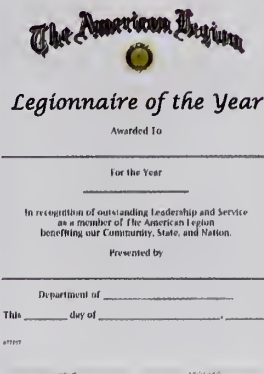 The American Legion
Legionnaire of the Year
Awarded To
For the Year
In recognition of outstanding Leadership and Service
as a member of The American Legion
benefiting our Community, State, and Nation.
Presented by
Department of
This day of ,